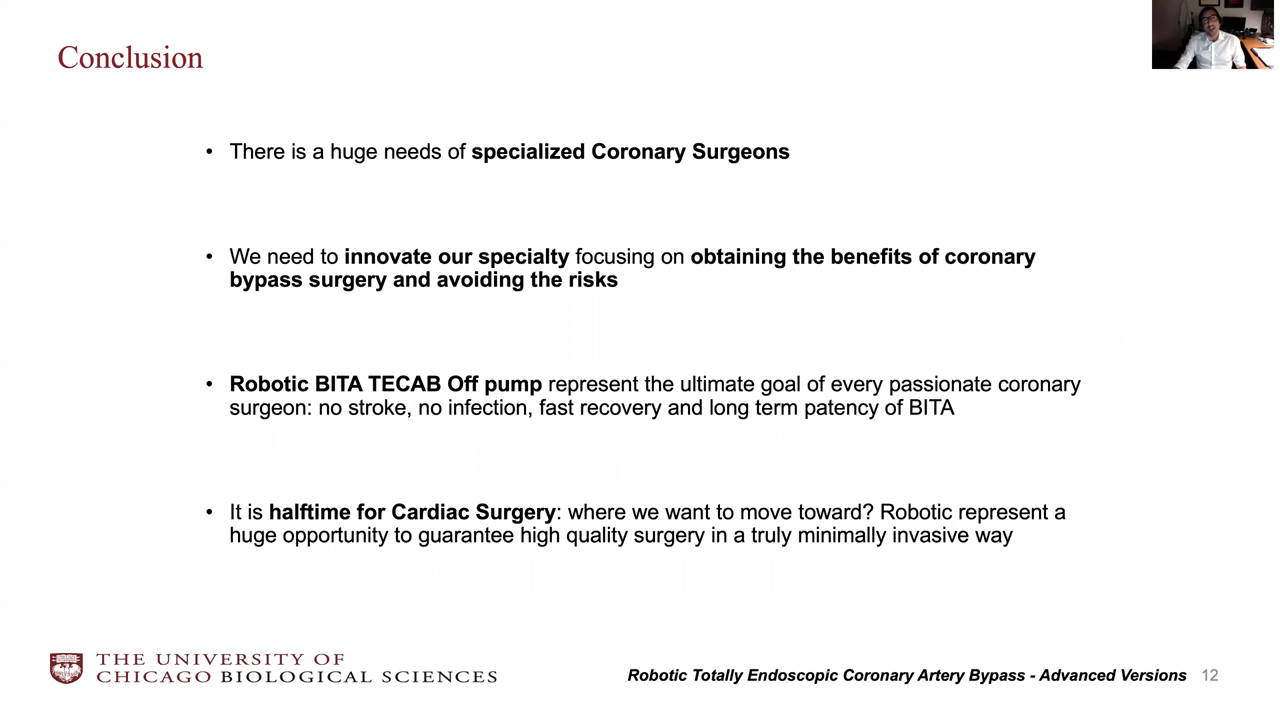 Conclusion
• There is a huge needs of specialized Coronary Surgeons
• We need to innovate our specialty focusing on obtaining the benefits of coronary
bypass surgery and avoiding the risks
• Robotic BITA TECAB Off pump represent the ultimate goal of every passionate coronary
surgeon: no stroke, no infection, fast recovery and long term patency of BITA
• It is halftime for Cardiac Surgery: where we want to move toward? Robotic represent a
huge opportunity to guarantee high quality surgery in a truly minimally invasive way
THE UNIVERSITY OF
CHICAGO BIOLOGICAL SCIENCES
Robotic Totally Endoscopic Coronary Artery Bypass - Advanced Versions 12